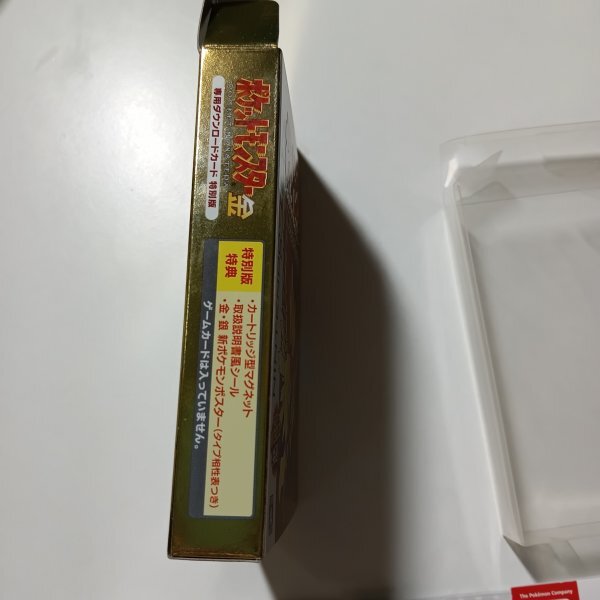 ポケットモンスター金
専用ダウンロードカード 特別版
特別版
特典
・カートリッジ型マグネット
・取扱説明書風シール
・金・銀 新ポケモンポスター(タイプ相性表つき)
ゲームカードは入っていません。
The Pokémon Company